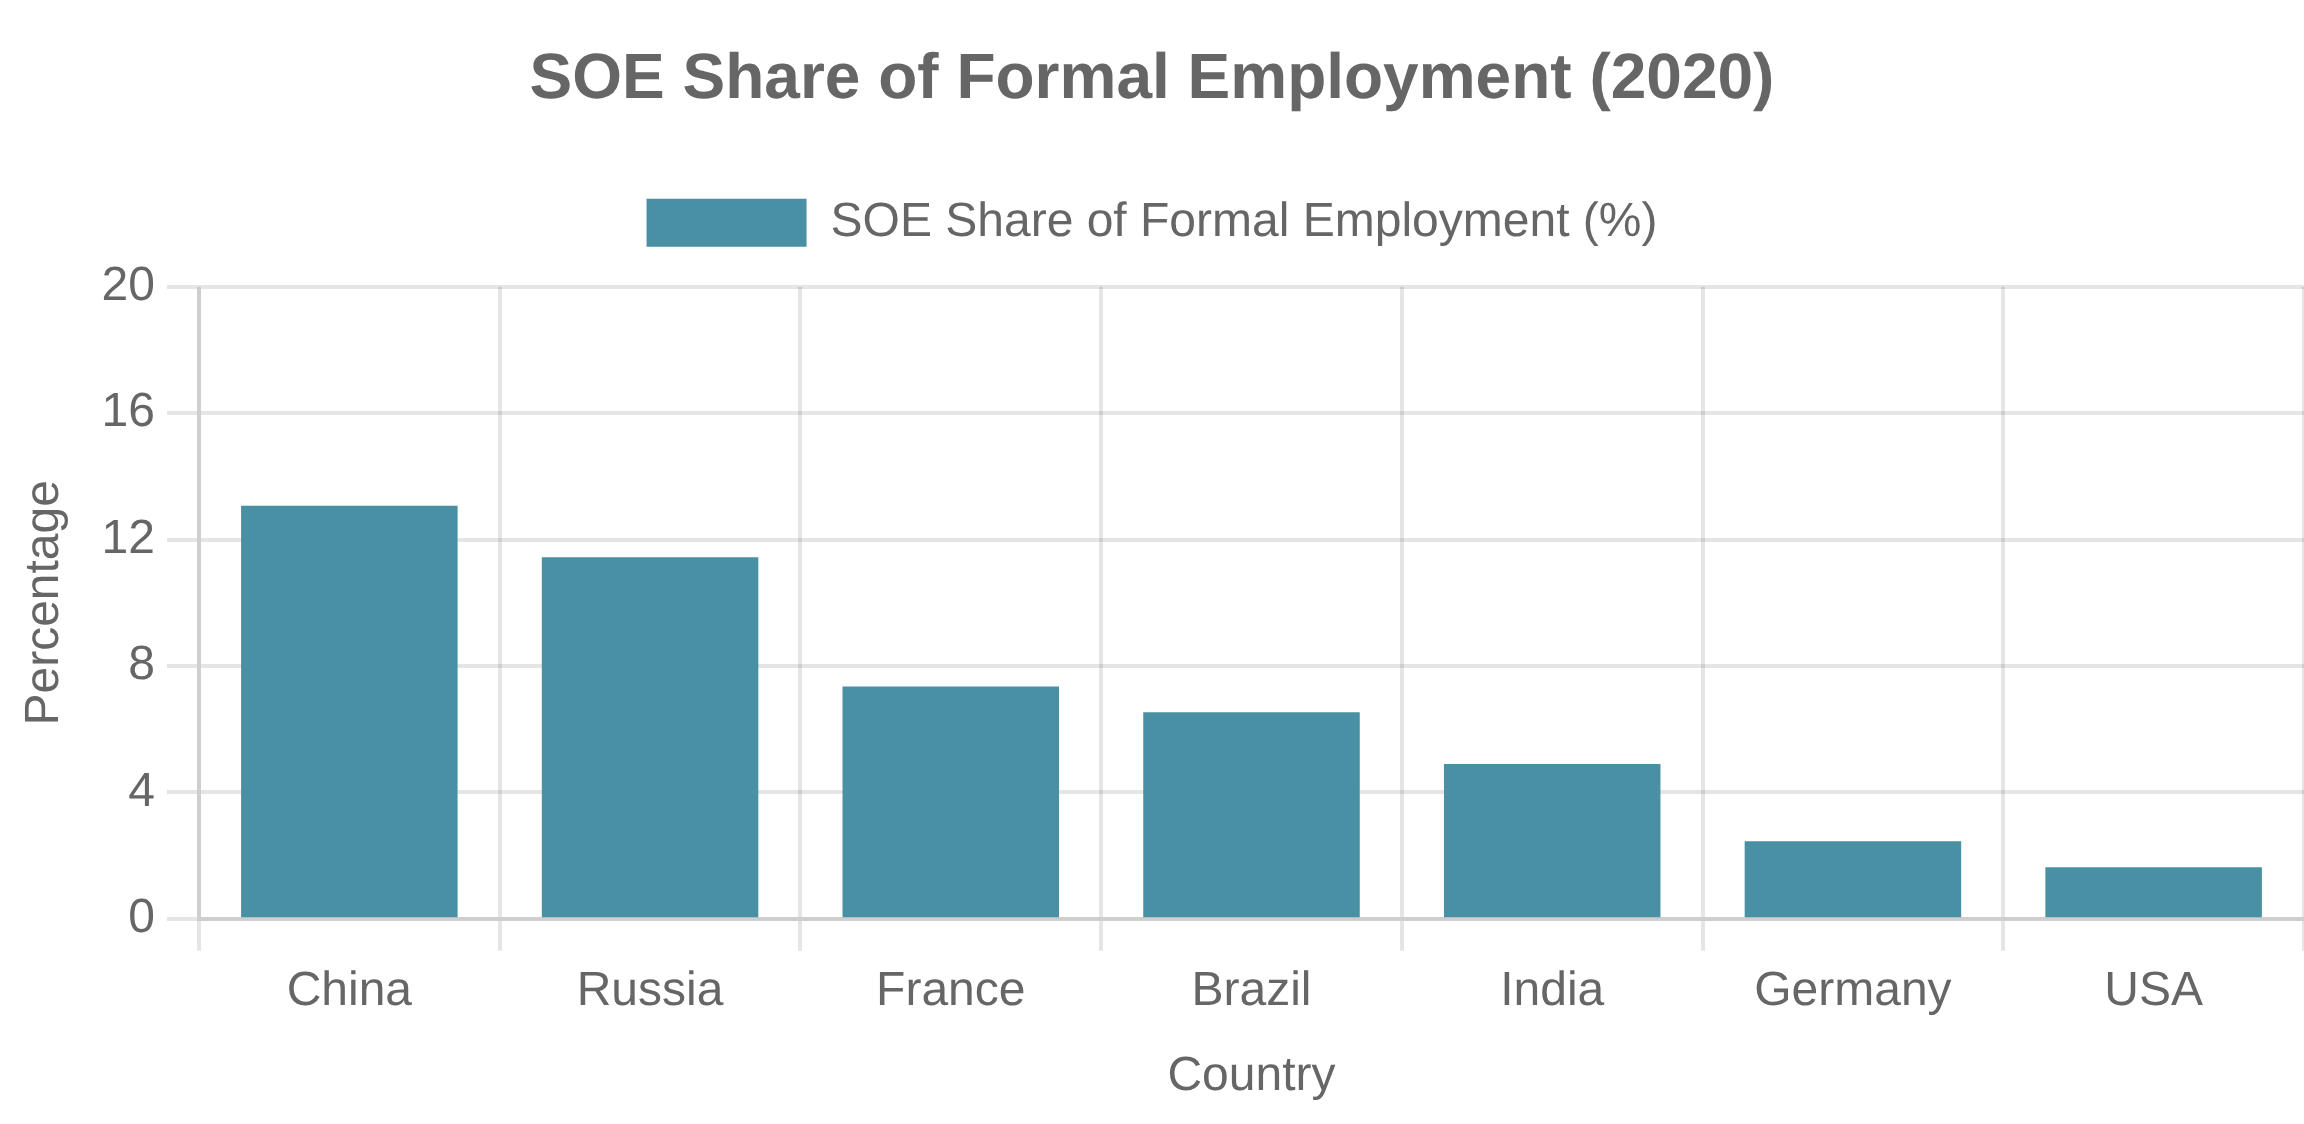 SOE Share of Formal Employment (2020)
SOE Share of Formal Employment (%)
20
16
12
8
4
0
Percentage
China Russia France Brazil India Germany USA
Country